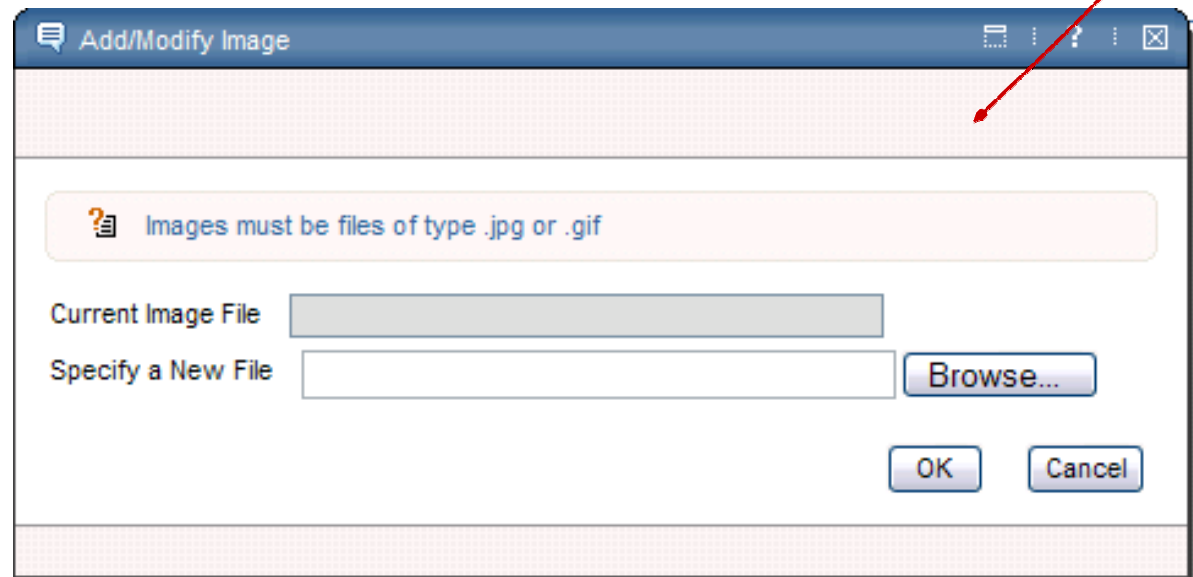 Add/Modify Image
?
Images must be files of type .jpg or .gif
Current Image File
Specify a New File
Browse...
OK
Cancel